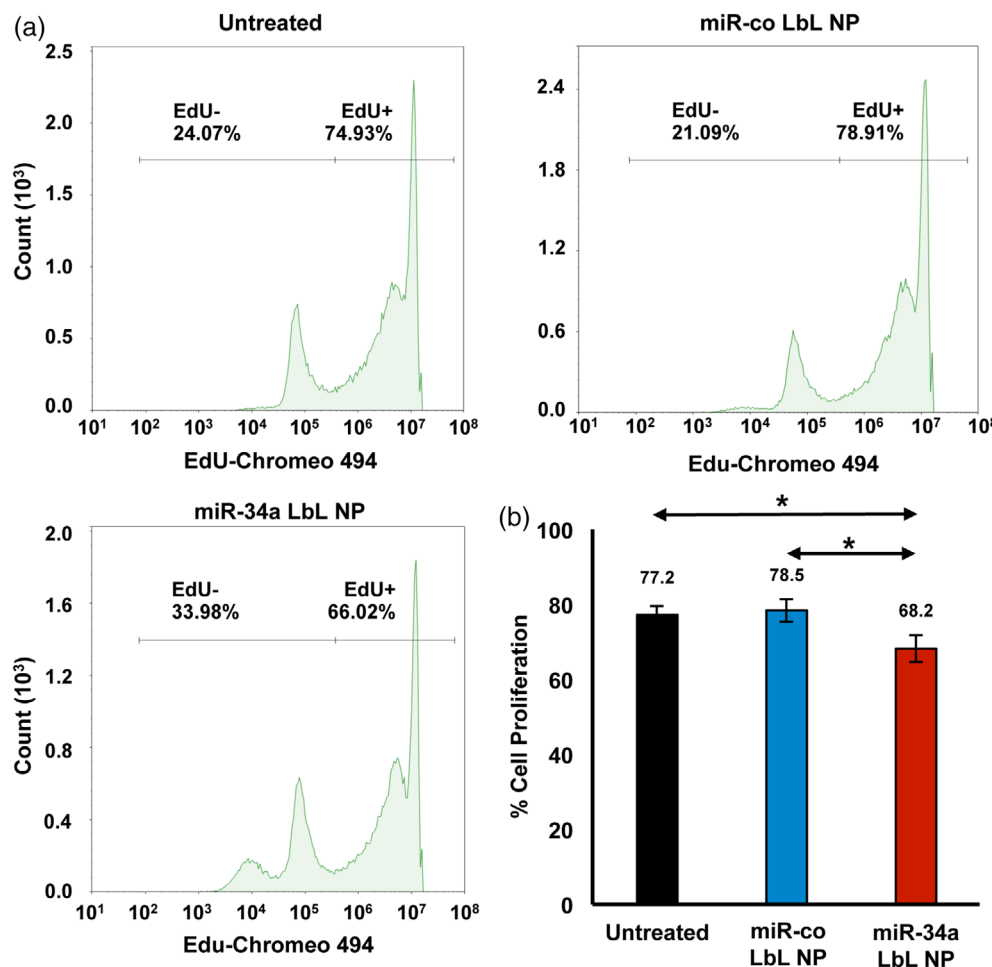 (a)
Untreated
2.5
2.0
1.5
1.0
0.5
0.0
Count (10³)
EdU-
24.07%
EdU+
74.93%
10¹ 10² 10³ 10⁴ 10⁵ 10⁶ 10⁷ 10⁸
EdU-Chromeo 494
miR-co LbL NP
2.4
1.8
1.2
0.6
0.0
EdU-
21.09%
EdU+
78.91%
10¹ 10² 10³ 10⁴ 10⁵ 10⁶ 10⁷ 10⁸
Edu-Chromeo 494
miR-34a LbL NP
2.0
1.6
1.2
0.8
0.4
0.0
Count (10³)
EdU-
33.98%
EdU+
66.02%
10¹ 10² 10³ 10⁴ 10⁵ 10⁶ 10⁷ 10⁸
Edu-Chromeo 494
(b)
100
80
60
40
20
0
% Cell Proliferation
*
*
77.2
78.5
68.2
Untreated
miR-co
LbL NP
miR-34a
LbL NP